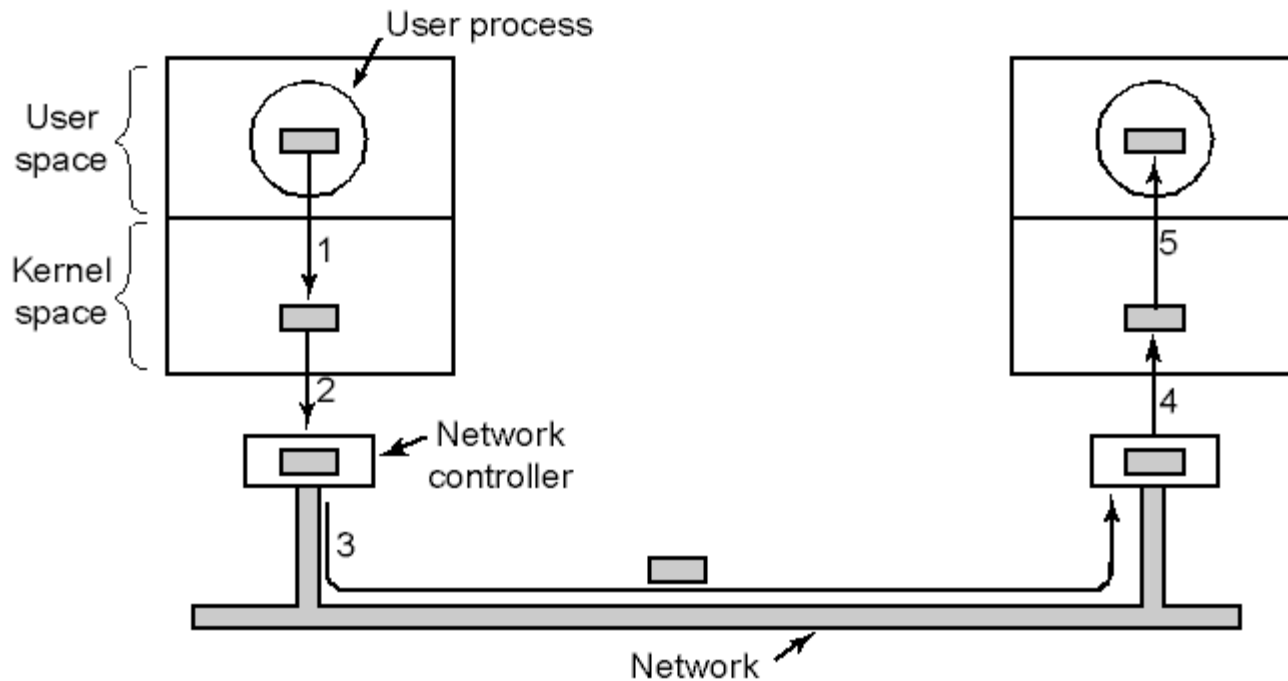 User process
User
space
1
5
Kernel
space
2
4
Network
controller
3
Network